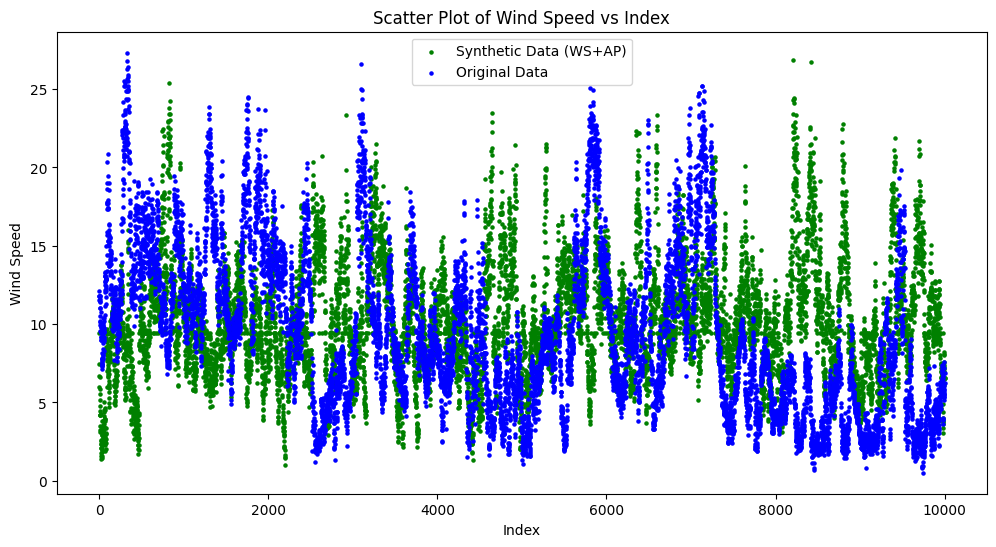 Scatter Plot of Wind Speed vs Index
Synthetic Data (WS+AP)
Original Data
Wind Speed
25
20
15
10
5
0
0
2000
4000
6000
8000
10000
Index